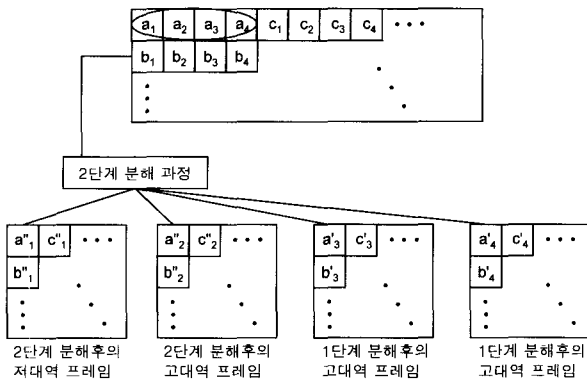 a₁ a₂ a₃ a₄ c₁ c₂ c₃ c₄ • • •
b₁ b₂ b₃ b₄
2단계 분해 과정
a"₁ c"₁ • • •
b"₁
2단계 분해후의
저대역 프레임
a"₂ c"₂ • • •
b"₂
2단계 분해후의
고대역 프레임
a'₃ c'₃ • • •
b'₃
1단계 분해후의
고대역 프레임
a'₄ c'₄ • • •
b'₄
1단계 분해후의
고대역 프레임